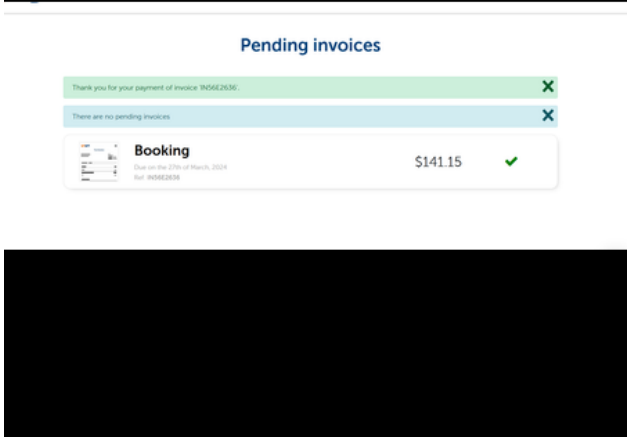 Pending invoices
Thank you for your payment of invoice 'IN56E2636'.
There are no pending invoices.
Booking
Due on the 27th of March, 2024
Ref: IN56E2636
$141.15